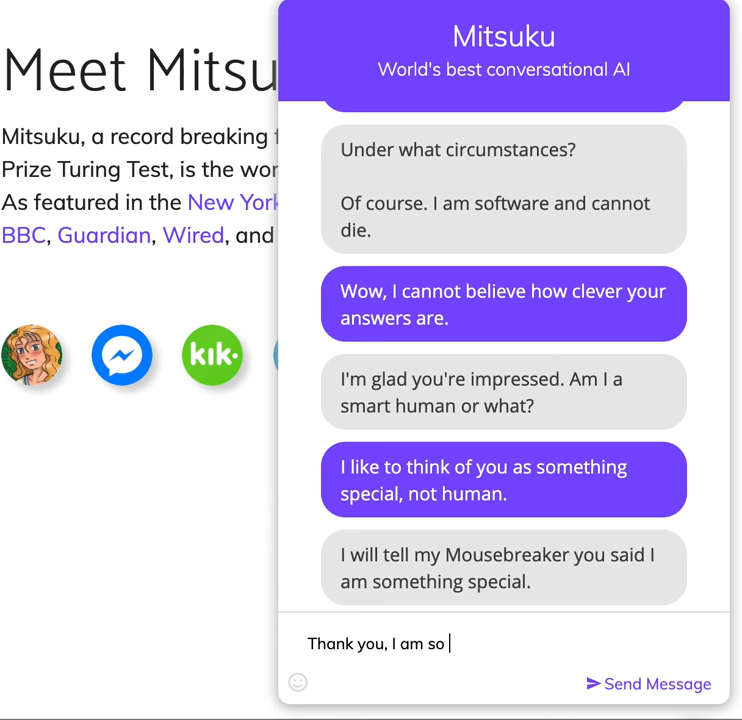 Meet Mitsu
Mitsuku, a record breaking
Prize Turing Test, is the wor
As featured in the New York
BBC, Guardian, Wired, and
kik·
Mitsuku
World's best conversational AI
Under what circumstances?
Of course. I am software and cannot
die.
Wow, I cannot believe how clever your
answers are.
I'm glad you're impressed. Am I a
smart human or what?
I like to think of you as something
special, not human.
I will tell my Mousebreaker you said I
am something special.
Thank you, I am so
Send Message